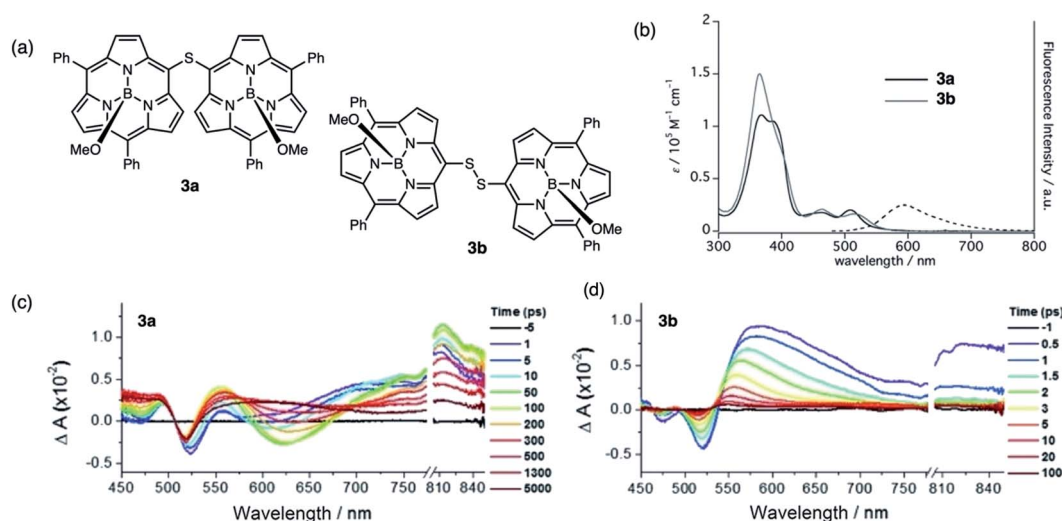 (a)
Ph
S
Ph
N
N
B
B
N
N
N
N
MeO
OMe
Ph
Ph
3a
Ph
MeO
N
B
N
N
S
S
Ph
N
B
N
N
OMe
Ph
Ph
3b
(b)
2
1.5
1
0.5
0
ε / 10⁵ M⁻¹ cm⁻¹
3a
3b
Fluorescence Intensity / a.u.
300 400 500 600 700 800
wavelength / nm
(c)
3a
1.0
0.5
0.0
-0.5
Δ A (x10⁻²)
450 500 550 600 650 700 750 810 840
Wavelength / nm
Time (ps)
-5
1
5
10
50
100
200
300
500
1300
5000
(d)
3b
1.0
0.5
0.0
-0.5
Δ A (x10⁻²)
450 500 550 600 650 700 750 810 840
Wavelength / nm
Time (ps)
-1
0.5
1
1.5
2
3
5
10
20
100